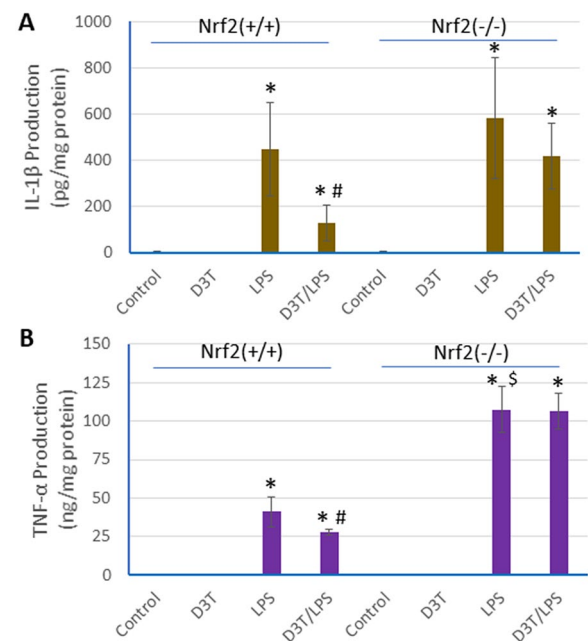 A
Nrf2(+/+)
Nrf2(-/-)
IL-1β Production
(pg/mg protein)
1000
800
600
400
200
0
*
* #
*
*
Control
D3T
LPS
D3T/LPS
Control
D3T
LPS
D3T/LPS
B
Nrf2(+/+)
Nrf2(-/-)
TNF-α Production
(ng/mg protein)
150
125
100
75
50
25
0
*
* #
* $
*
Control
D3T
LPS
D3T/LPS
Control
D3T
LPS
D3T/LPS